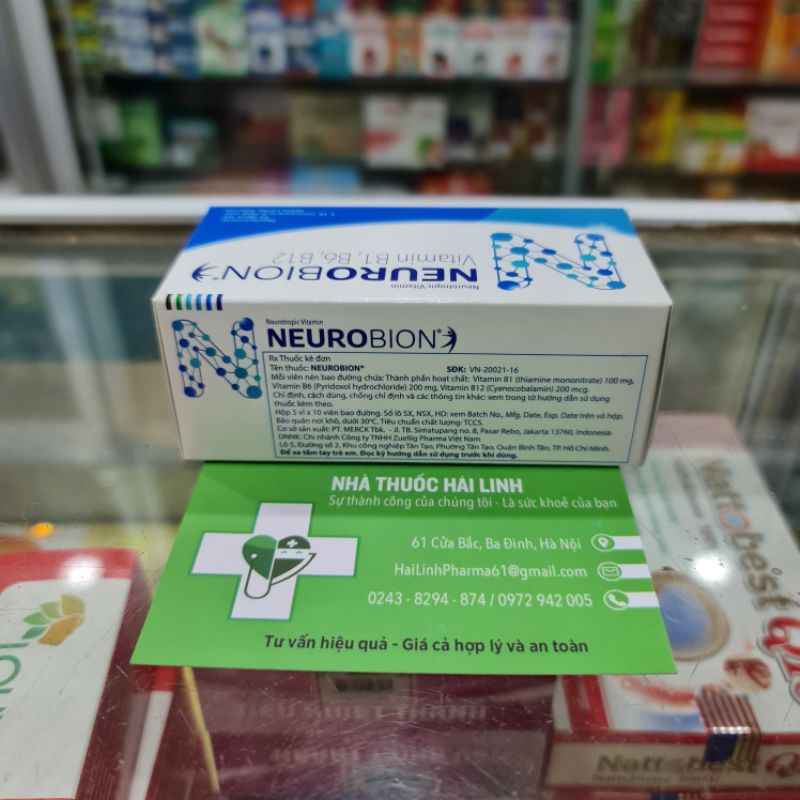 Neurotropic Vitamin
NEUROBION
Vitamin B1, B6, B12
Neurotropic Vitamin
NEUROBION®
Rx Thuốc kê đơn
Tên thuốc: NEUROBION® SĐK: VN-20021-16
Mỗi viên nén bao đường chứa: Thành phần hoạt chất: Vitamin B1 (thiamine mononitrate) 100 mg,
Vitamin B6 (Pyridoxol hydrochloride) 200 mg, Vitamin B12 (Cyanocobalamin) 200 mcg.
Chỉ định, cách dùng, chống chỉ định và các thông tin khác: xem trong tờ hướng dẫn sử dụng
thuốc kèm theo.
Hộp 5 vỉ x 10 viên bao đường. Số lô SX, NSX, HD: xem Batch No., Mfg. Date, Exp. Date trên vỏ hộp.
Bảo quản nơi khô, dưới 30°C. Tiêu chuẩn chất lượng: TCCS.
Cơ sở sản xuất: PT. MERCK Tbk. - Jl. TB. Simatupang no. 8, Pasar Rebo, Jakarta 13760, Indonesia
DNNK: Chi nhánh Công ty TNHH Zuellig Pharma Việt Nam
Lô 5, Đường số 2, Khu công nghiệp Tân Tạo, Phường Tân Tạo, Quận Bình Tân, TP. Hồ Chí Minh.
Để xa tầm tay trẻ em. Đọc kỹ hướng dẫn sử dụng trước khi dùng.
NHÀ THUỐC HẢI LINH
Sự thành công của chúng tôi - Là sức khoẻ của bạn
61 Cửa Bắc, Ba Đình, Hà Nội
HaiLinhPharma61@gmail.com
0243 - 8294 - 874 / 0972 942 005
Tư vấn hiệu quả - Giá cả hợp lý và an toàn
Nattobest
Nattobest